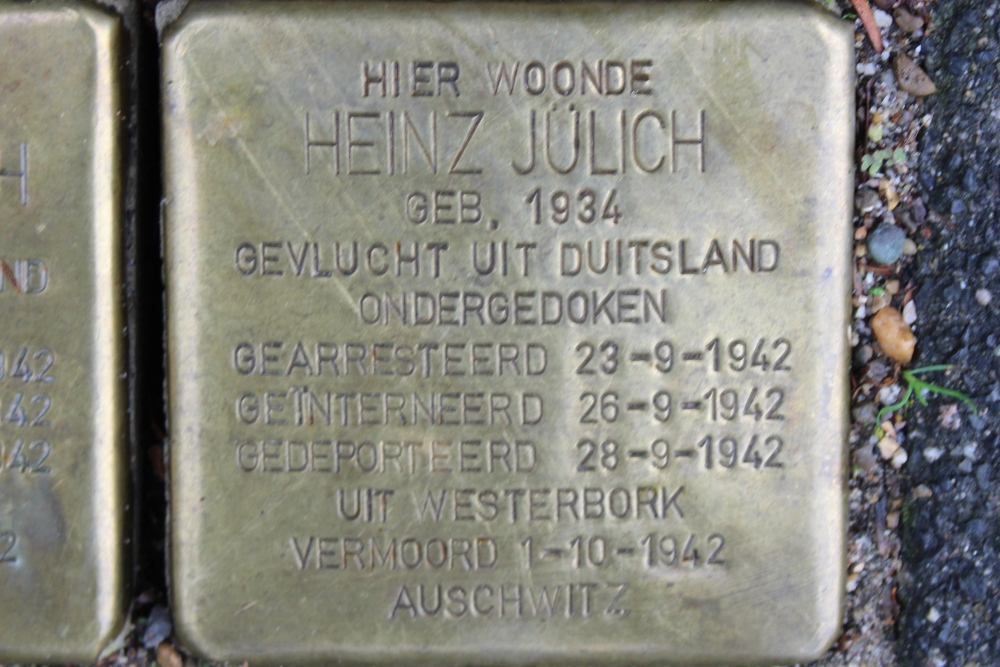 HIER WOONDE
HEINZ JÜLICH
GEB. 1934
GEVLUCHT UIT DUITSLAND
ONDERGEDOKEN
GEARRESTEERD 23-9-1942
GEÏNTERNEERD 26-9-1942
GEDEPORTEERD 28-9-1942
UIT WESTERBORK
VERMOORD 1-10-1942
AUSCHWITZ